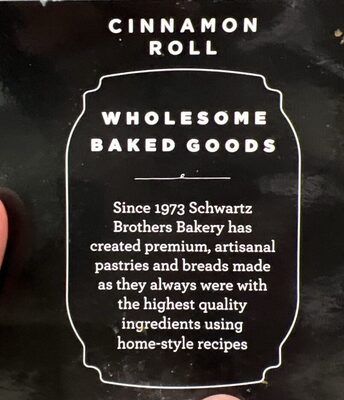 CINNAMON
ROLL
WHOLESOME
BAKED GOODS
Since 1973 Schwartz
Brothers Bakery has
created premium, artisanal
pastries and breads made
as they always were with
the highest quality
ingredients using
home-style recipes